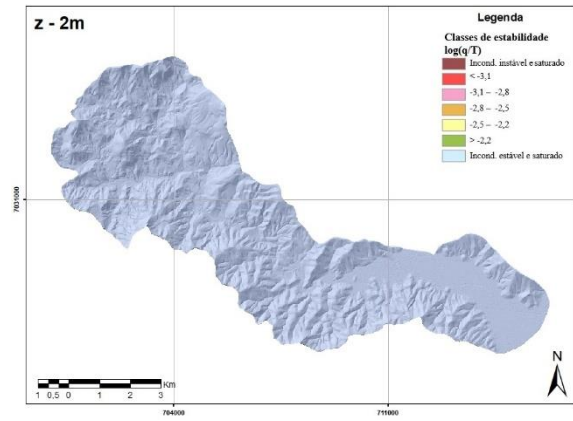 z - 2m
Legenda
Classes de estabilidade
log(q/T)
Incond. instável e saturado
< -3,1
-3,1 – -2,8
-2,8 – -2,5
-2,5 – -2,2
> -2,2
Incond. estável e saturado
7031000
N
Km
1 0,5 0 1 2 3
704000
711000